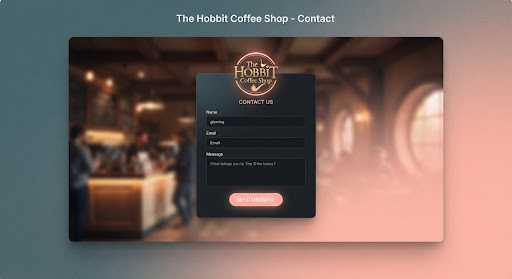 The Hobbit Coffee Shop - Contact
The
HOBBIT
Coffee Shop
CONTACT US
Name
glowing
Email
Email
Message
What brings you to The Shire today?
SEND MESSAGE